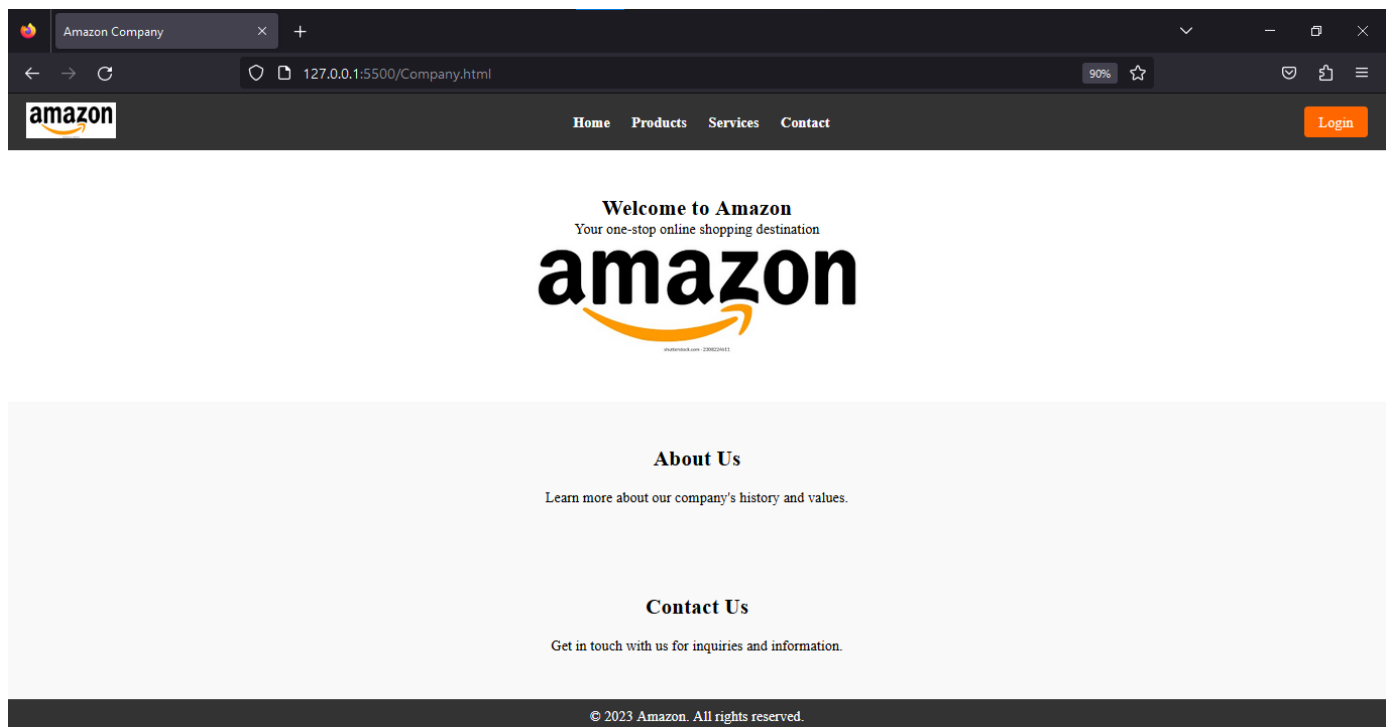 Amazon Company
127.0.0.1:5500/Company.html 90%
amazon Home Products Services Contact Login
Welcome to Amazon
Your one-stop online shopping destination
amazon
About Us
Learn more about our company's history and values.
Contact Us
Get in touch with us for inquiries and information.
© 2023 Amazon. All rights reserved.